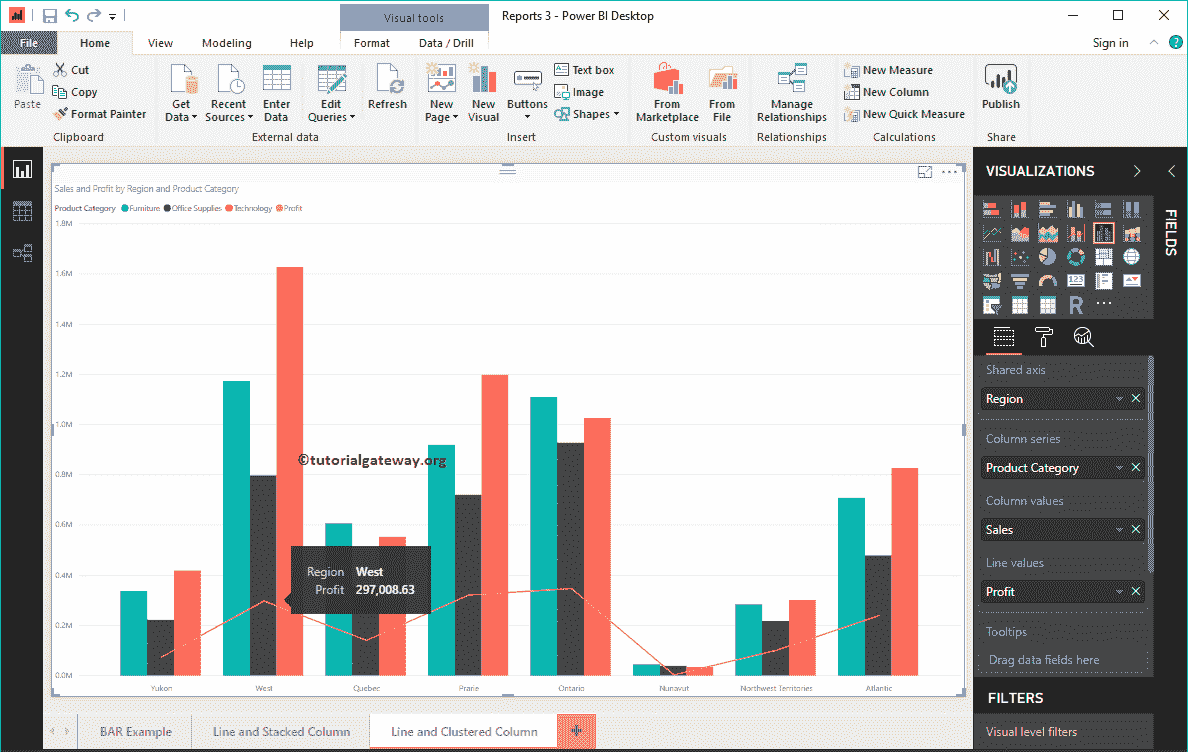 Visual tools
Reports 3 - Power BI Desktop
File Home View Modeling Help Format Data / Drill Sign in ?
Paste
Cut
Copy
Format Painter
Clipboard
Get Data
Recent Sources
Enter Data
Edit Queries
Refresh
External data
New Page
New Visual
Buttons
Text box
Image
Shapes
Insert
From Marketplace
From File
Custom visuals
Manage Relationships
Relationships
New Measure
New Column
New Quick Measure
Calculations
Publish
Share
Sales and Profit by Region and Product Category
Product Category Furniture Office Supplies Technology Profit
1.8M
1.6M
1.4M
1.2M
1.0M
0.8M
0.6M
0.4M
0.2M
0.0M
©tutorialgateway.org
Region West
Profit 297,008.63
Yukon West Quebec Prarie Ontario Nunavut Northwest Territories Atlantic
BAR Example Line and Stacked Column Line and Clustered Column
VISUALIZATIONS
FIELDS
123
R
Shared axis
Region
Column series
Product Category
Column values
Sales
Line values
Profit
Tooltips
Drag data fields here
FILTERS
Visual level filters